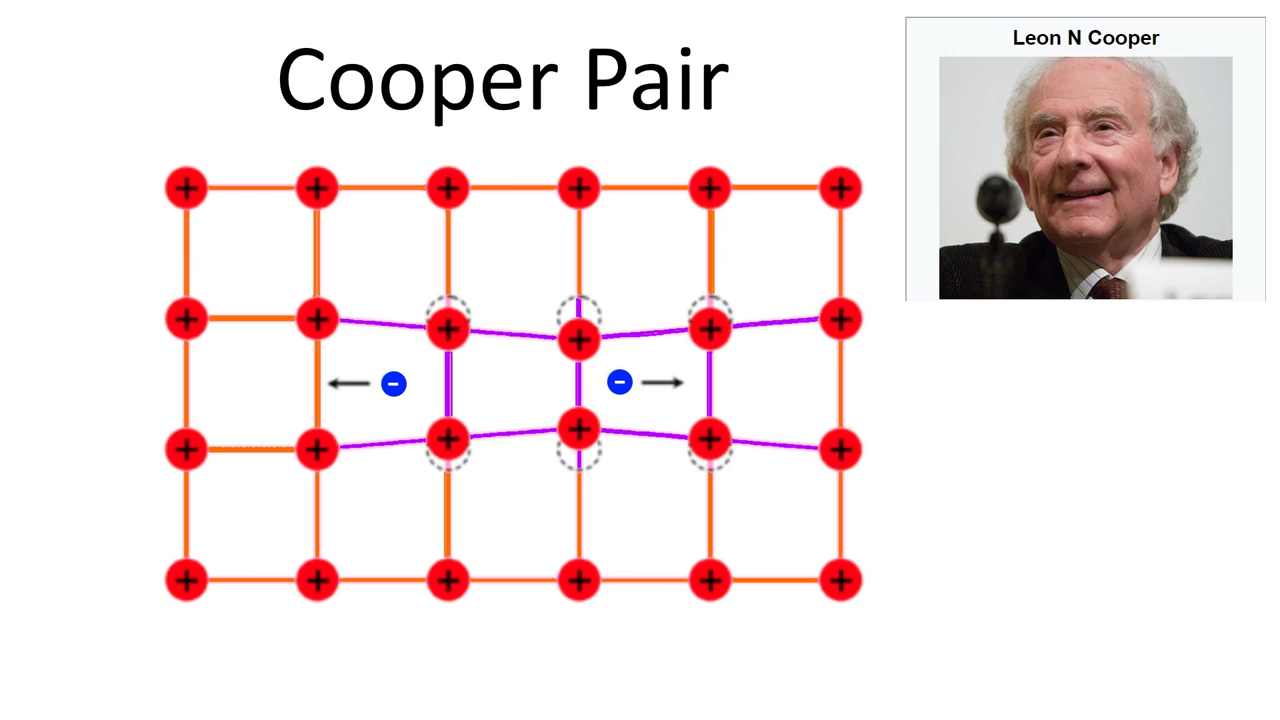 Cooper Pair
Leon N Cooper
+ + + + + +
+ + + + + +
- -
+ + + + + +
+ + + + + +